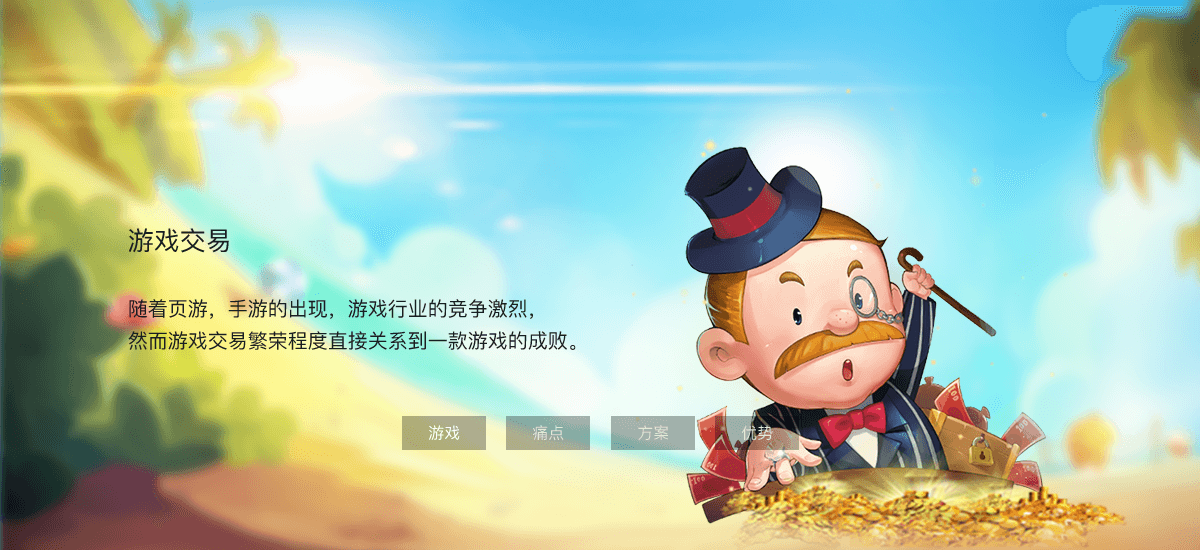 游戏交易
随着页游，手游的出现，游戏行业的竞争激烈，
然而游戏交易繁荣程度直接关系到一款游戏的成败。
游戏 痛点 方案 优势